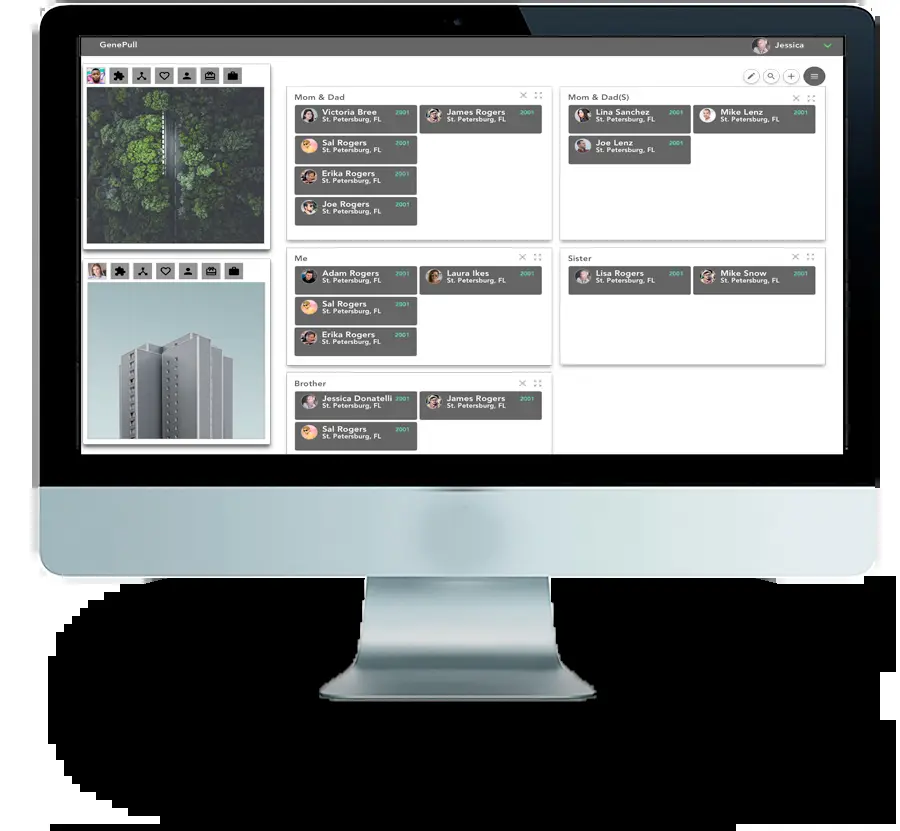 GenePull
Jessica
Mom & Dad
Victoria Bree 2001
St. Petersburg, FL
James Rogers 2001
St. Petersburg, FL
Sal Rogers 2001
St. Petersburg, FL
Erika Rogers 2001
St. Petersburg, FL
Joe Rogers 2001
St. Petersburg, FL
Mom & Dad(S)
Lina Sanchez 2001
St. Petersburg, FL
Mike Lenz 2001
St. Petersburg, FL
Joe Lenz 2001
St. Petersburg, FL
Me
Adam Rogers 2001
St. Petersburg, FL
Laura Ikes 2001
St. Petersburg, FL
Sal Rogers 2001
St. Petersburg, FL
Erika Rogers 2001
St. Petersburg, FL
Sister
Lisa Rogers 2001
St. Petersburg, FL
Mike Snow 2001
St. Petersburg, FL
Brother
Jessica Donatelli 2001
St. Petersburg, FL
James Rogers 2001
St. Petersburg, FL
Sal Rogers 2001
St. Petersburg, FL